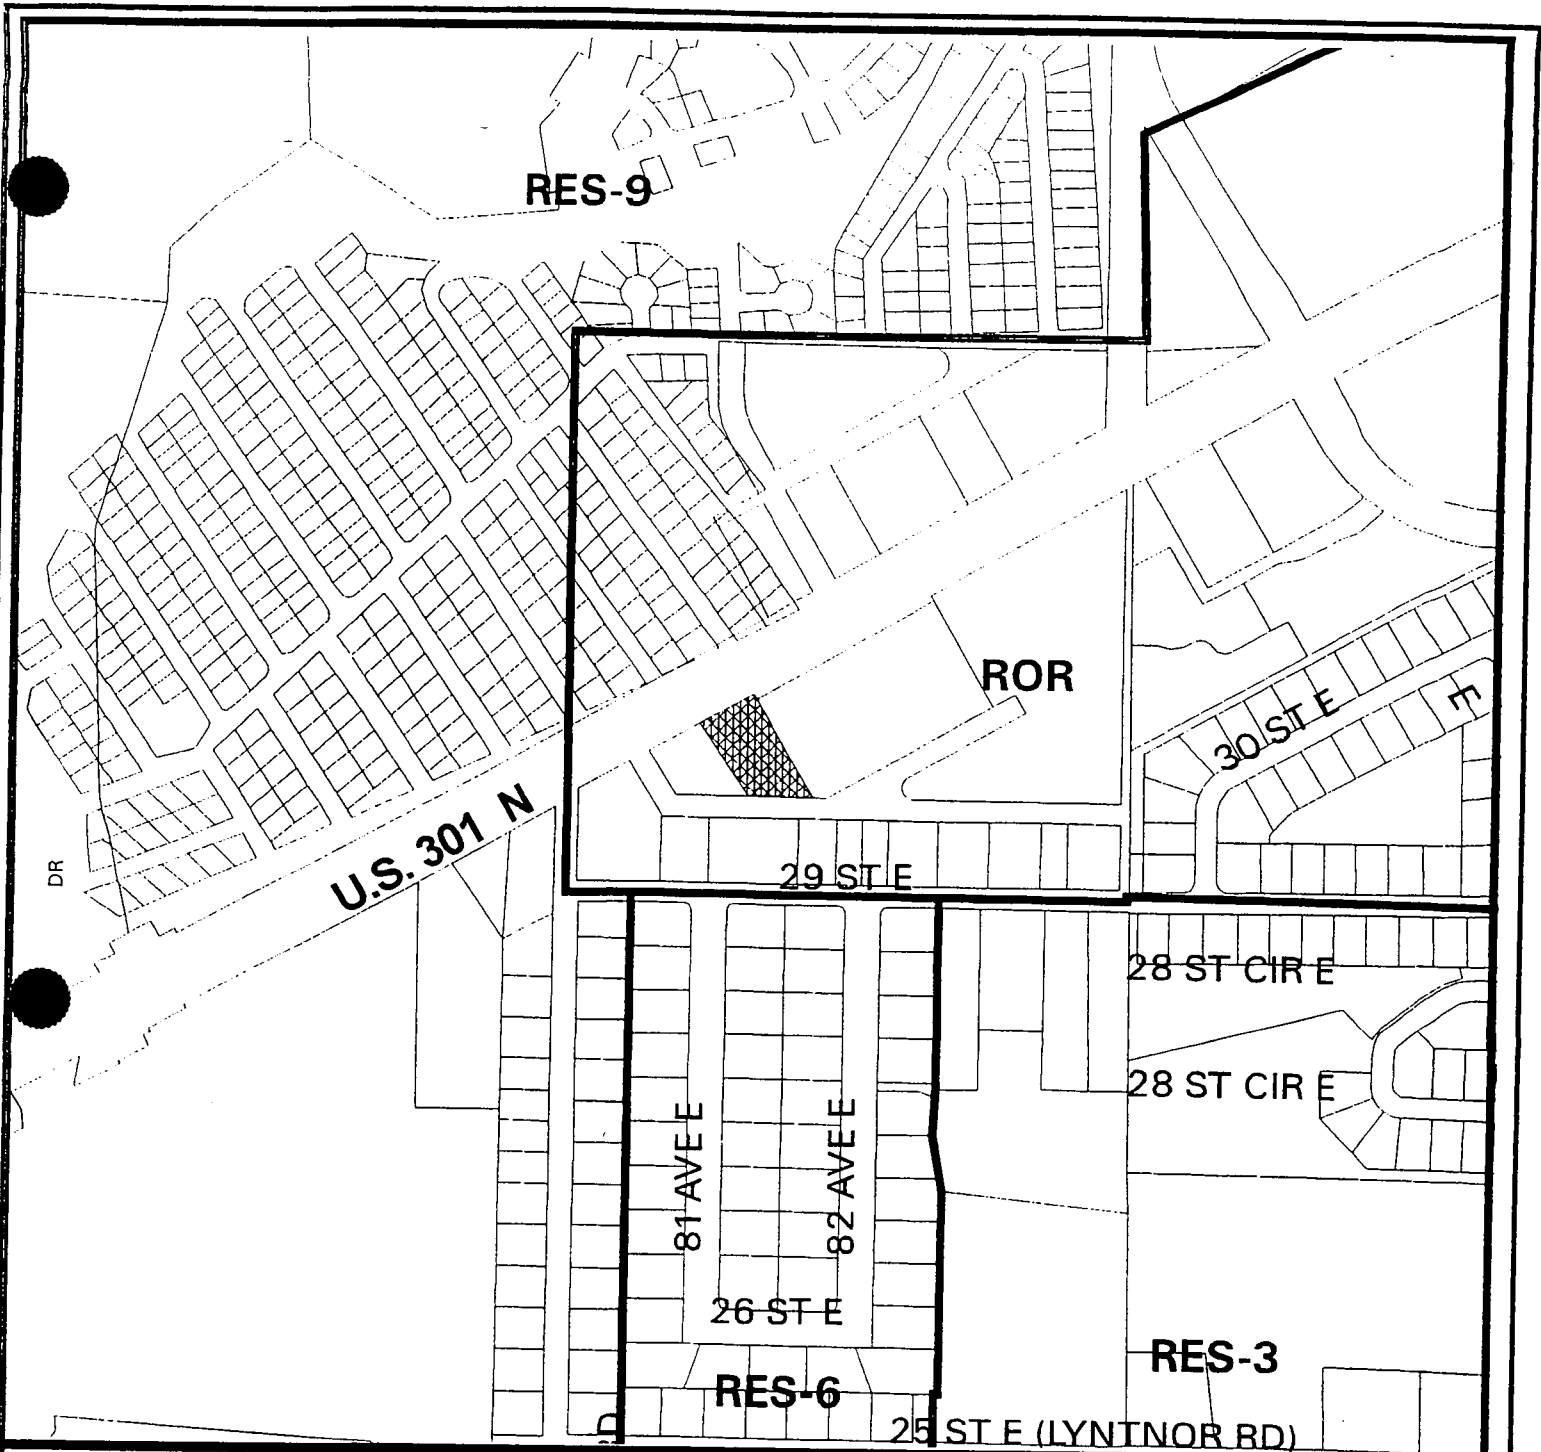 RES-9
ROR
30 ST E
E
U.S. 301 N
DR
29 ST E
28 ST CIR E
28 ST CIR E
81 AVE E
82 AVE E
26 ST E
RES-3
RES-6
25 ST E (LYNTNOR RD)